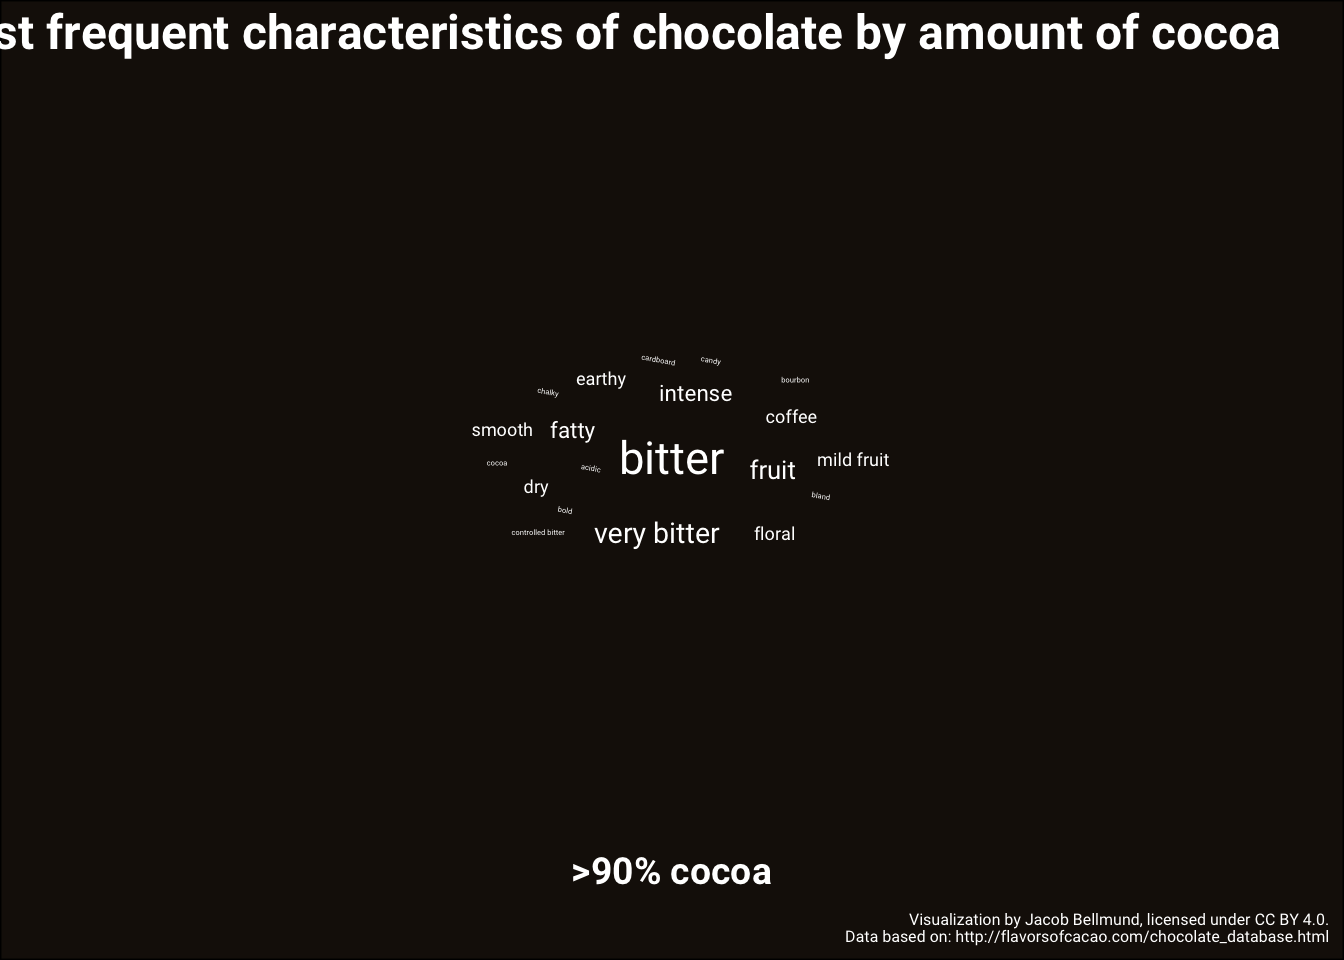 st frequent characteristics of chocolate by amount of cocoa
cardboard
candy
earthy
bourbon
chalky
intense
coffee
smooth
fatty
bitter
mild fruit
cocoa
acidic
fruit
dry
bland
bold
controlled bitter
very bitter
floral
>90% cocoa
Visualization by Jacob Bellmund, licensed under CC BY 4.0.
Data based on: http://flavorsofcacao.com/chocolate_database.html